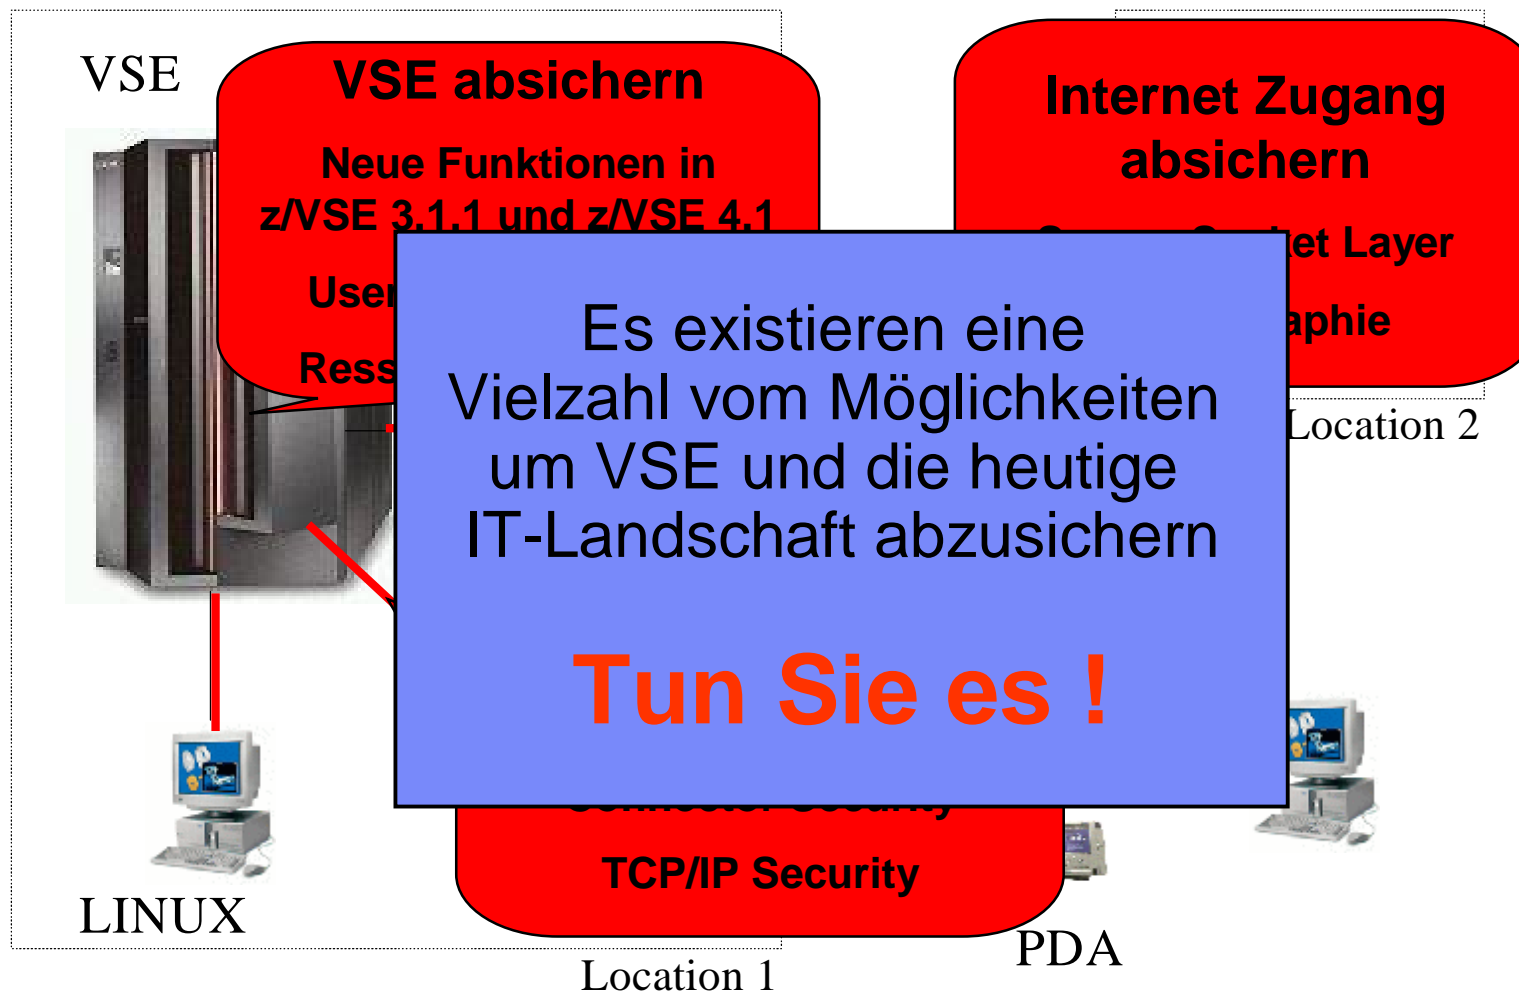 VSE
VSE absichern
Neue Funktionen in
z/VSE 3.1.1 und z/VSE 4.1
Internet Zugang
absichern
Layer
Es existieren eine
Vielzahl vom Möglichkeiten
um VSE und die heutige
IT-Landschaft abzusichern
Tun Sie es !
Location 2
Connector Security
TCP/IP Security
LINUX
PDA
Location 1